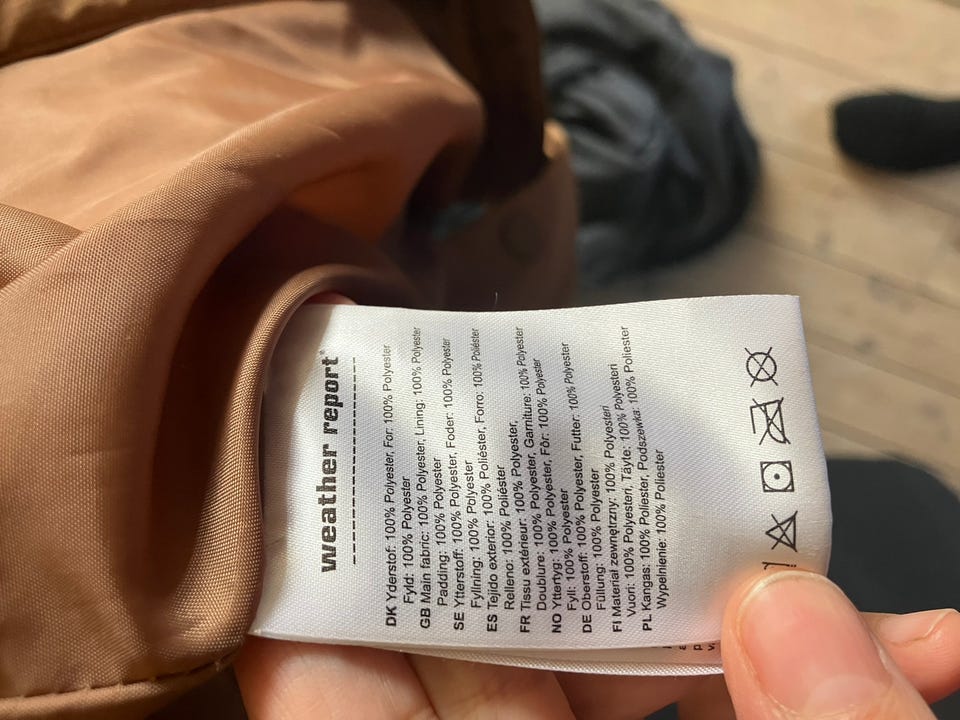 weather report®
DK Yderstof: 100% Polyester, For: 100% Polyester
Fyld: 100% Polyester
GB Main fabric: 100% Polyester, Lining: 100% Polyester
Padding: 100% Polyester
SE Ytterstoff: 100% Polyester, Foder: 100% Polyester
Fyllning: 100% Polyester
ES Tejido exterior: 100% Poliéster, Forro: 100% Poliéster
Relleno: 100% Poliéster
FR Tissu extérieur: 100% Polyester,
Doublure: 100% Polyester, Garniture: 100% Polyester
NO Yttertyg: 100% Polyester, Fôr: 100% Polyester
Fyll: 100% Polyester
DE Oberstoff: 100% Polyester, Futter: 100% Polyester
Füllung: 100% Polyester
FI Material zewnętrzny: 100% Polyesteri
Vuori: 100% Polyesteri, Täyte: 100% Polyesteri
PL Kangas: 100% Poliester, Podszewka: 100% Poliester
Wypełnienie: 100% Poliester